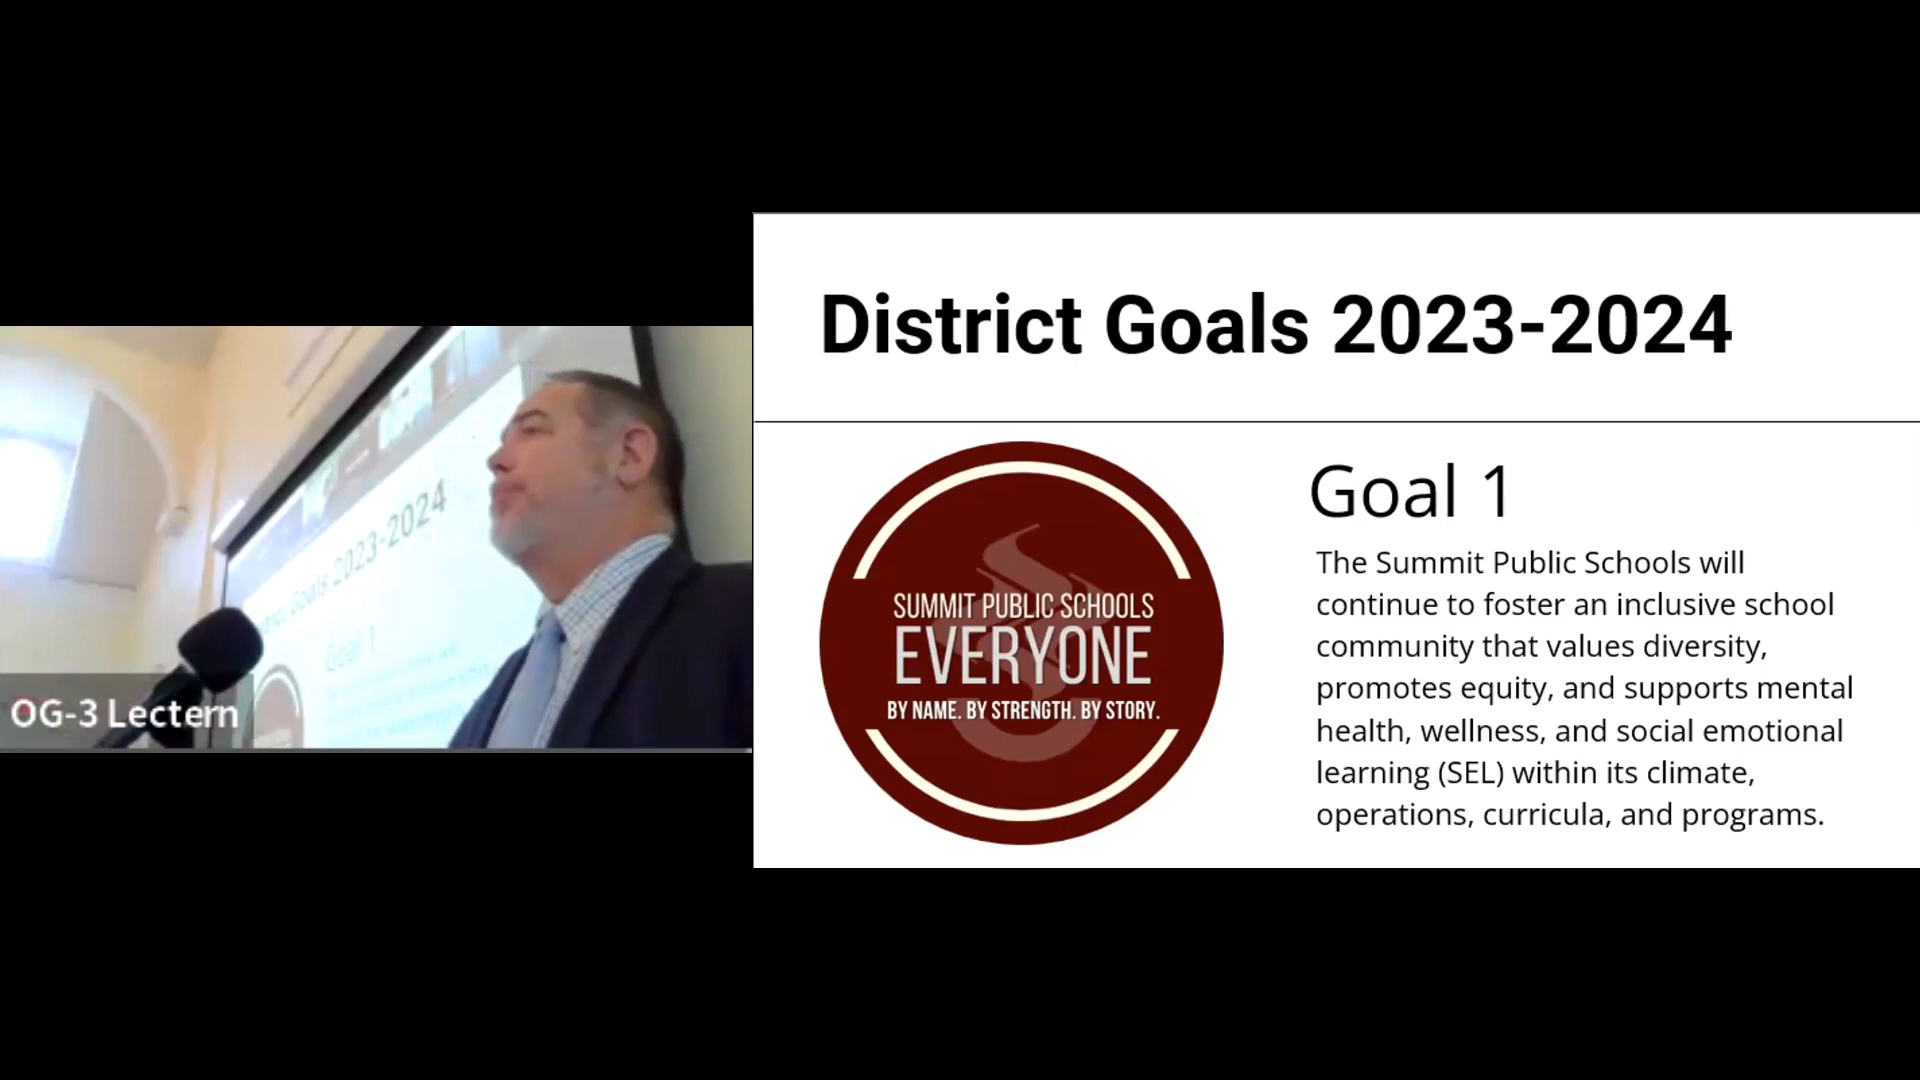 District Goals 2023-2024
SUMMIT PUBLIC SCHOOLS
EVERYONE
BY NAME. BY STRENGTH. BY STORY.
Goal 1
The Summit Public Schools will
continue to foster an inclusive school
community that values diversity,
promotes equity, and supports mental
health, wellness, and social emotional
learning (SEL) within its climate,
operations, curricula, and programs.
Goals 2023-2024
Goal 1
OG-3 Lectern